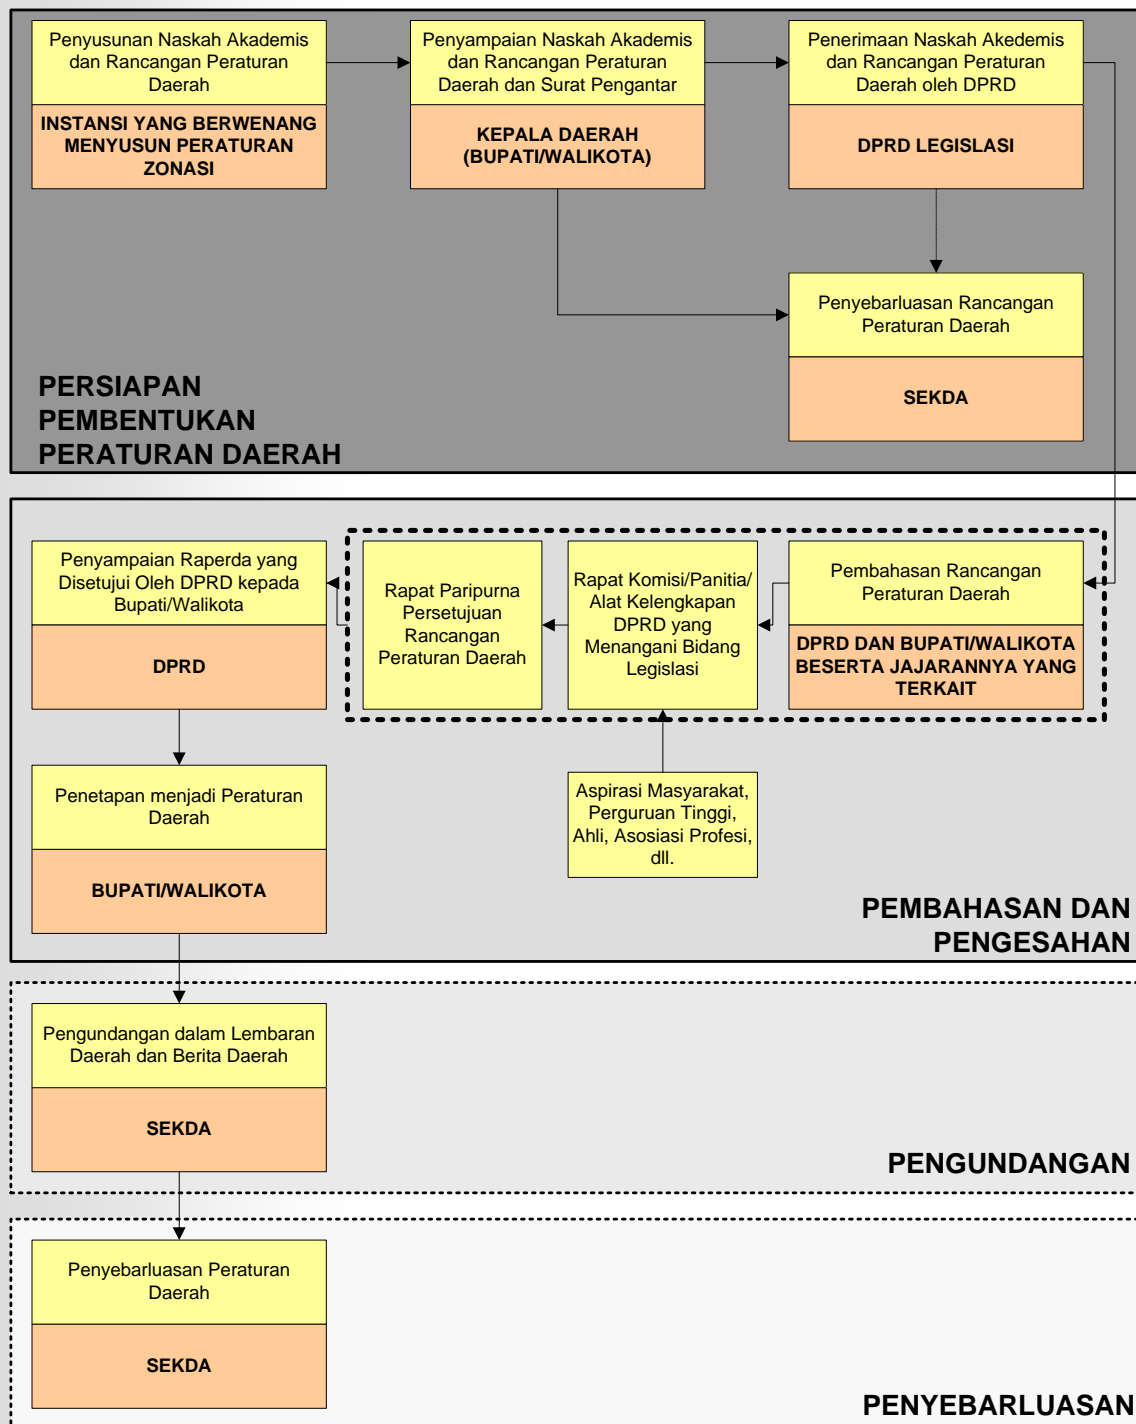 Penyusunan Naskah Akademis
dan Rancangan Peraturan
Daerah
INSTANSI YANG BERWENANG
MENYUSUN PERATURAN
ZONASI
Penyampaian Naskah Akademis
dan Rancangan Peraturan
Daerah dan Surat Pengantar
KEPALA DAERAH
(BUPATI/WALIKOTA)
Penerimaan Naskah Akedemis
dan Rancangan Peraturan
Daerah oleh DPRD
DPRD LEGISLASI
Penyebarluasan Rancangan
Peraturan Daerah
SEKDA
PERSIAPAN
PEMBENTUKAN
PERATURAN DAERAH
Penyampaian Raperda yang
Disetujui Oleh DPRD kepada
Bupati/Walikota
DPRD
Rapat Paripurna
Persetujuan
Rancangan
Peraturan Daerah
Rapat Komisi/Panitia/
Alat Kelengkapan
DPRD yang
Menangani Bidang
Legislasi
Pembahasan Rancangan
Peraturan Daerah
DPRD DAN BUPATI/WALIKOTA
BESERTA JAJARANNYA YANG
TERKAIT
Penetapan menjadi Peraturan
Daerah
BUPATI/WALIKOTA
Aspirasi Masyarakat,
Perguruan Tinggi,
Ahli, Asosiasi Profesi,
dll.
PEMBAHASAN DAN
PENGESAHAN
Pengundangan dalam Lembaran
Daerah dan Berita Daerah
SEKDA
PENGUNDANGAN
Penyebarluasan Peraturan
Daerah
SEKDA
PENYEBARLUASAN